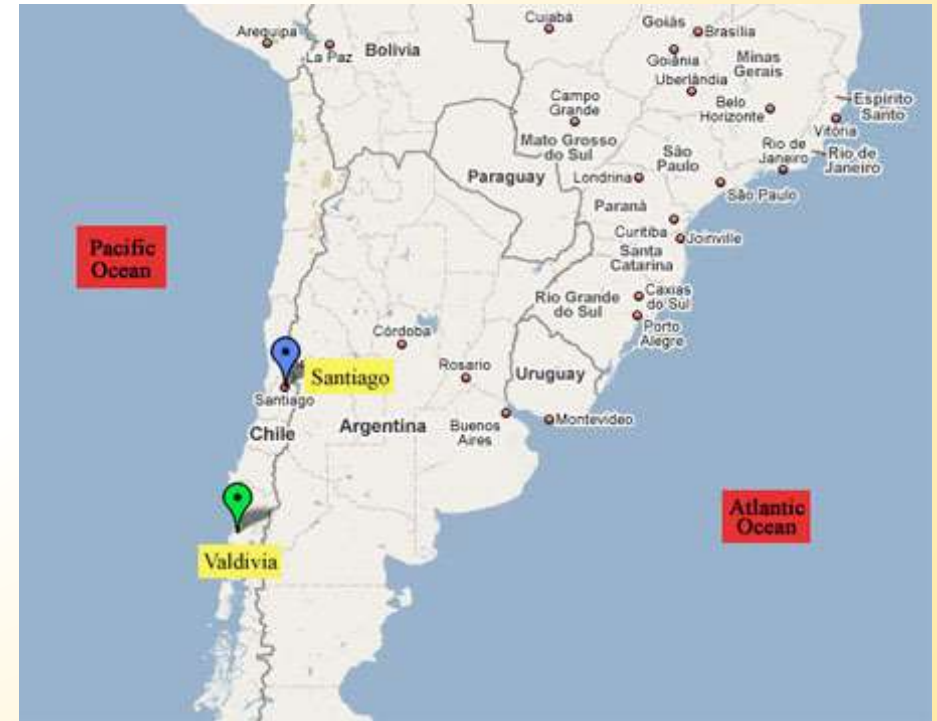 Cuiabá
Goiás
Brasília
Arequipa
La Paz
Bolivia
Goiânia
Minas
Gerais
Uberlândia
Campo
Grande
Belo
Horizonte
Espírito
Santo
Vitória
Mato Grosso
do Sul
São
Paulo
Rio de
Janeiro
Rio de
Janeiro
Paraguay
Londrina
São Paulo
Paraná
Curitiba
Joinville
Pacific
Ocean
Santa
Catarina
Rio Grande
do Sul
Caxias
do Sul
Porto
Alegre
Córdoba
Rosario
Uruguay
Santiago
Santiago
Chile
Argentina
Buenos
Aires
Montevideo
Atlantic
Ocean
Valdivia